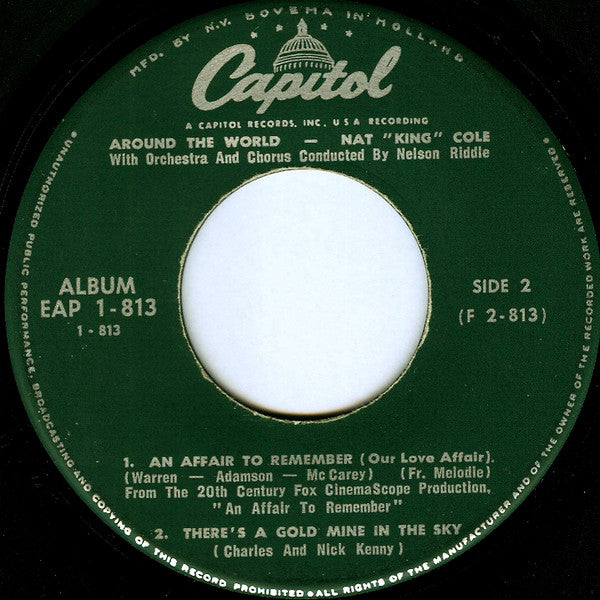 MFD. BY N.V. BOVEMA IN HOLLAND
Capitol
A CAPITOL RECORDS, INC., U S A RECORDING
AROUND THE WORLD — NAT "KING" COLE
With Orchestra And Chorus Conducted By Nelson Riddle
ALBUM
EAP 1-813
1 - 813
SIDE 2
(F 2-813)
1. AN AFFAIR TO REMEMBER (Our Love Affair).
(Warren — Adamson — Mc Carey) (Fr. Melodie)
From The 20th Century Fox CinemaScope Production,
"An Affair To Remember"
2. THERE'S A GOLD MINE IN THE SKY
(Charles And Nick Kenny)
• UNAUTHORIZED PUBLIC PERFORMANCE, BROADCASTING AND COPYING OF THIS RECORD PROHIBITED • ALL RIGHTS OF THE MANUFACTURER AND OF THE OWNER OF THE RECORDED WORK ARE RESERVED •